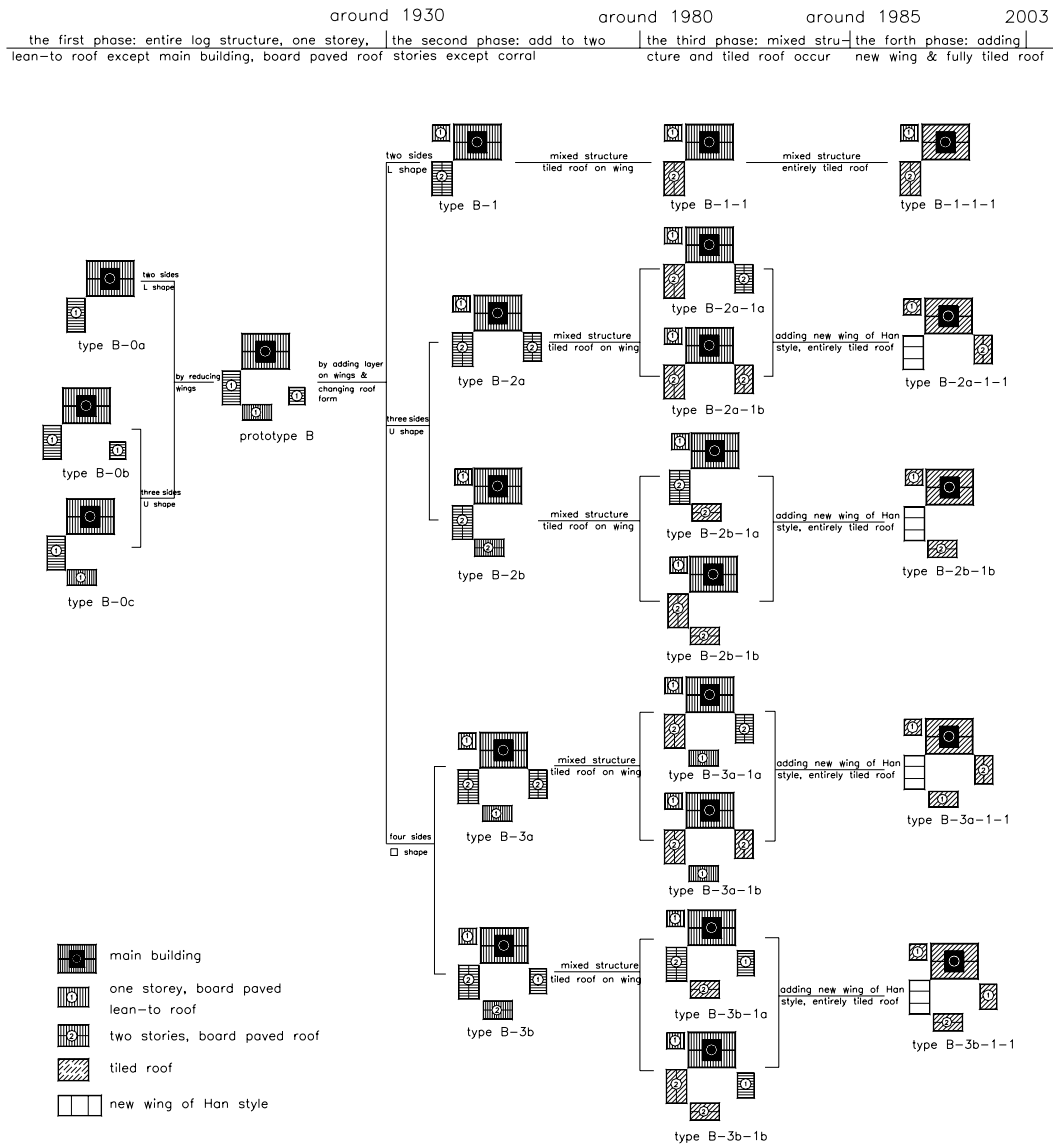 around 1930
around 1980
around 1985
2003
the first phase: entire log structure, one storey,
lean-to roof except main building, board paved roof
the second phase: add to two
stories except corral
the third phase: mixed stru-
cture and tiled roof occur
the forth phase: adding
new wing & fully tiled roof
two sides
L shape
type B-0a
type B-0b
type B-0c
three sides
U shape
by reducing
wings
prototype B
by adding layer
on wings &
changing roof
form
two sides
L shape
three sides
U shape
four sides
shape
type B-1
mixed structure
tiled roof on wing
type B-1-1
mixed structure
entirely tiled roof
type B-1-1-1
type B-2a
mixed structure
tiled roof on wing
type B-2a-1a
type B-2a-1b
adding new wing of Han
style, entirely tiled roof
type B-2a-1-1
type B-2b
mixed structure
tiled roof on wing
type B-2b-1a
type B-2b-1b
adding new wing of Han
style, entirely tiled roof
type B-2b-1b
type B-3a
mixed structure
tiled roof on wing
type B-3a-1a
type B-3a-1b
adding new wing of Han
style, entirely tiled roof
type B-3a-1-1
type B-3b
mixed structure
tiled roof on wing
type B-3b-1a
type B-3b-1b
adding new wing of Han
style, entirely tiled roof
type B-3b-1-1
main building
1
one storey, board paved
lean-to roof
2
two stories, board paved roof
tiled roof
new wing of Han style